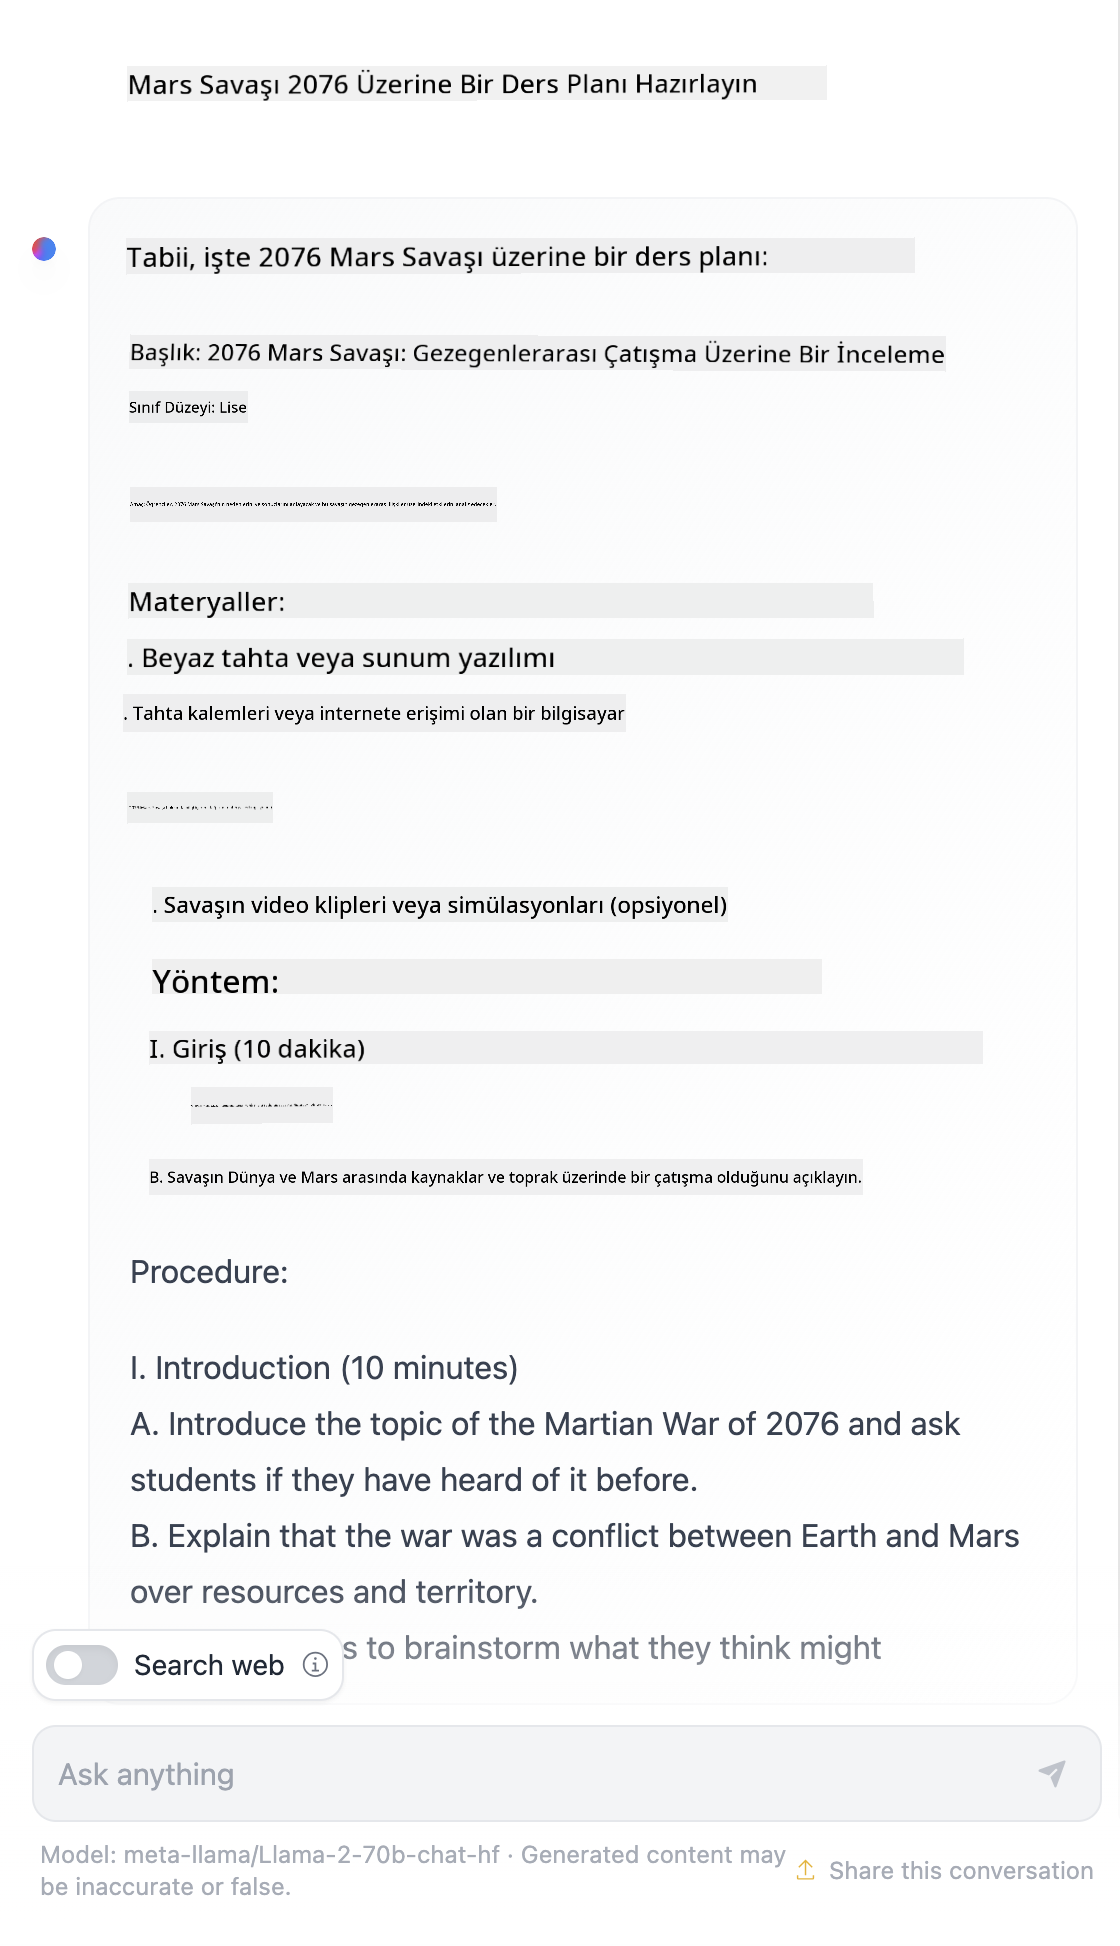 Mars Savaşı 2076 Üzerine Bir Ders Planı Hazırlayın
Tabii, işte 2076 Mars Savaşı üzerine bir ders planı:
Başlık: 2076 Mars Savaşı: Gezegenlerarası Çatışma Üzerine Bir İnceleme
Sınıf Düzeyi: Lise
Materyaller:
. Beyaz tahta veya sunum yazılımı
. Tahta kalemleri veya internete erişimi olan bir bilgisayar
. Savaşın video klipleri veya simülasyonları (opsiyonel)
Yöntem:
I. Giriş (10 dakika)
B. Savaşın Dünya ve Mars arasında kaynaklar ve toprak üzerinde bir çatışma olduğunu açıklayın.
Procedure:
I. Introduction (10 minutes)
A. Introduce the topic of the Martian War of 2076 and ask
students if they have heard of it before.
B. Explain that the war was a conflict between Earth and Mars
over resources and territory.
s to brainstorm what they think might
Search web
Ask anything
Model: meta-llama/Llama-2-70b-chat-hf · Generated content may
be inaccurate or false.
Share this conversation